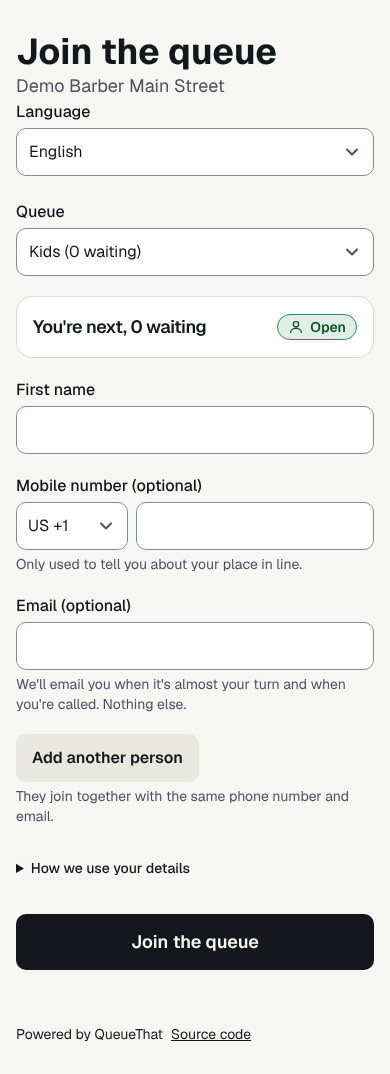 Join the queue
Demo Barber Main Street
Language
English
Queue
Kids (0 waiting)
You're next, 0 waiting
Open
First name
Mobile number (optional)
US +1
Only used to tell you about your place in line.
Email (optional)
We'll email you when it's almost your turn and when
you're called. Nothing else.
Add another person
They join together with the same phone number and
email.
How we use your details
Join the queue
Powered by QueueThat Source code